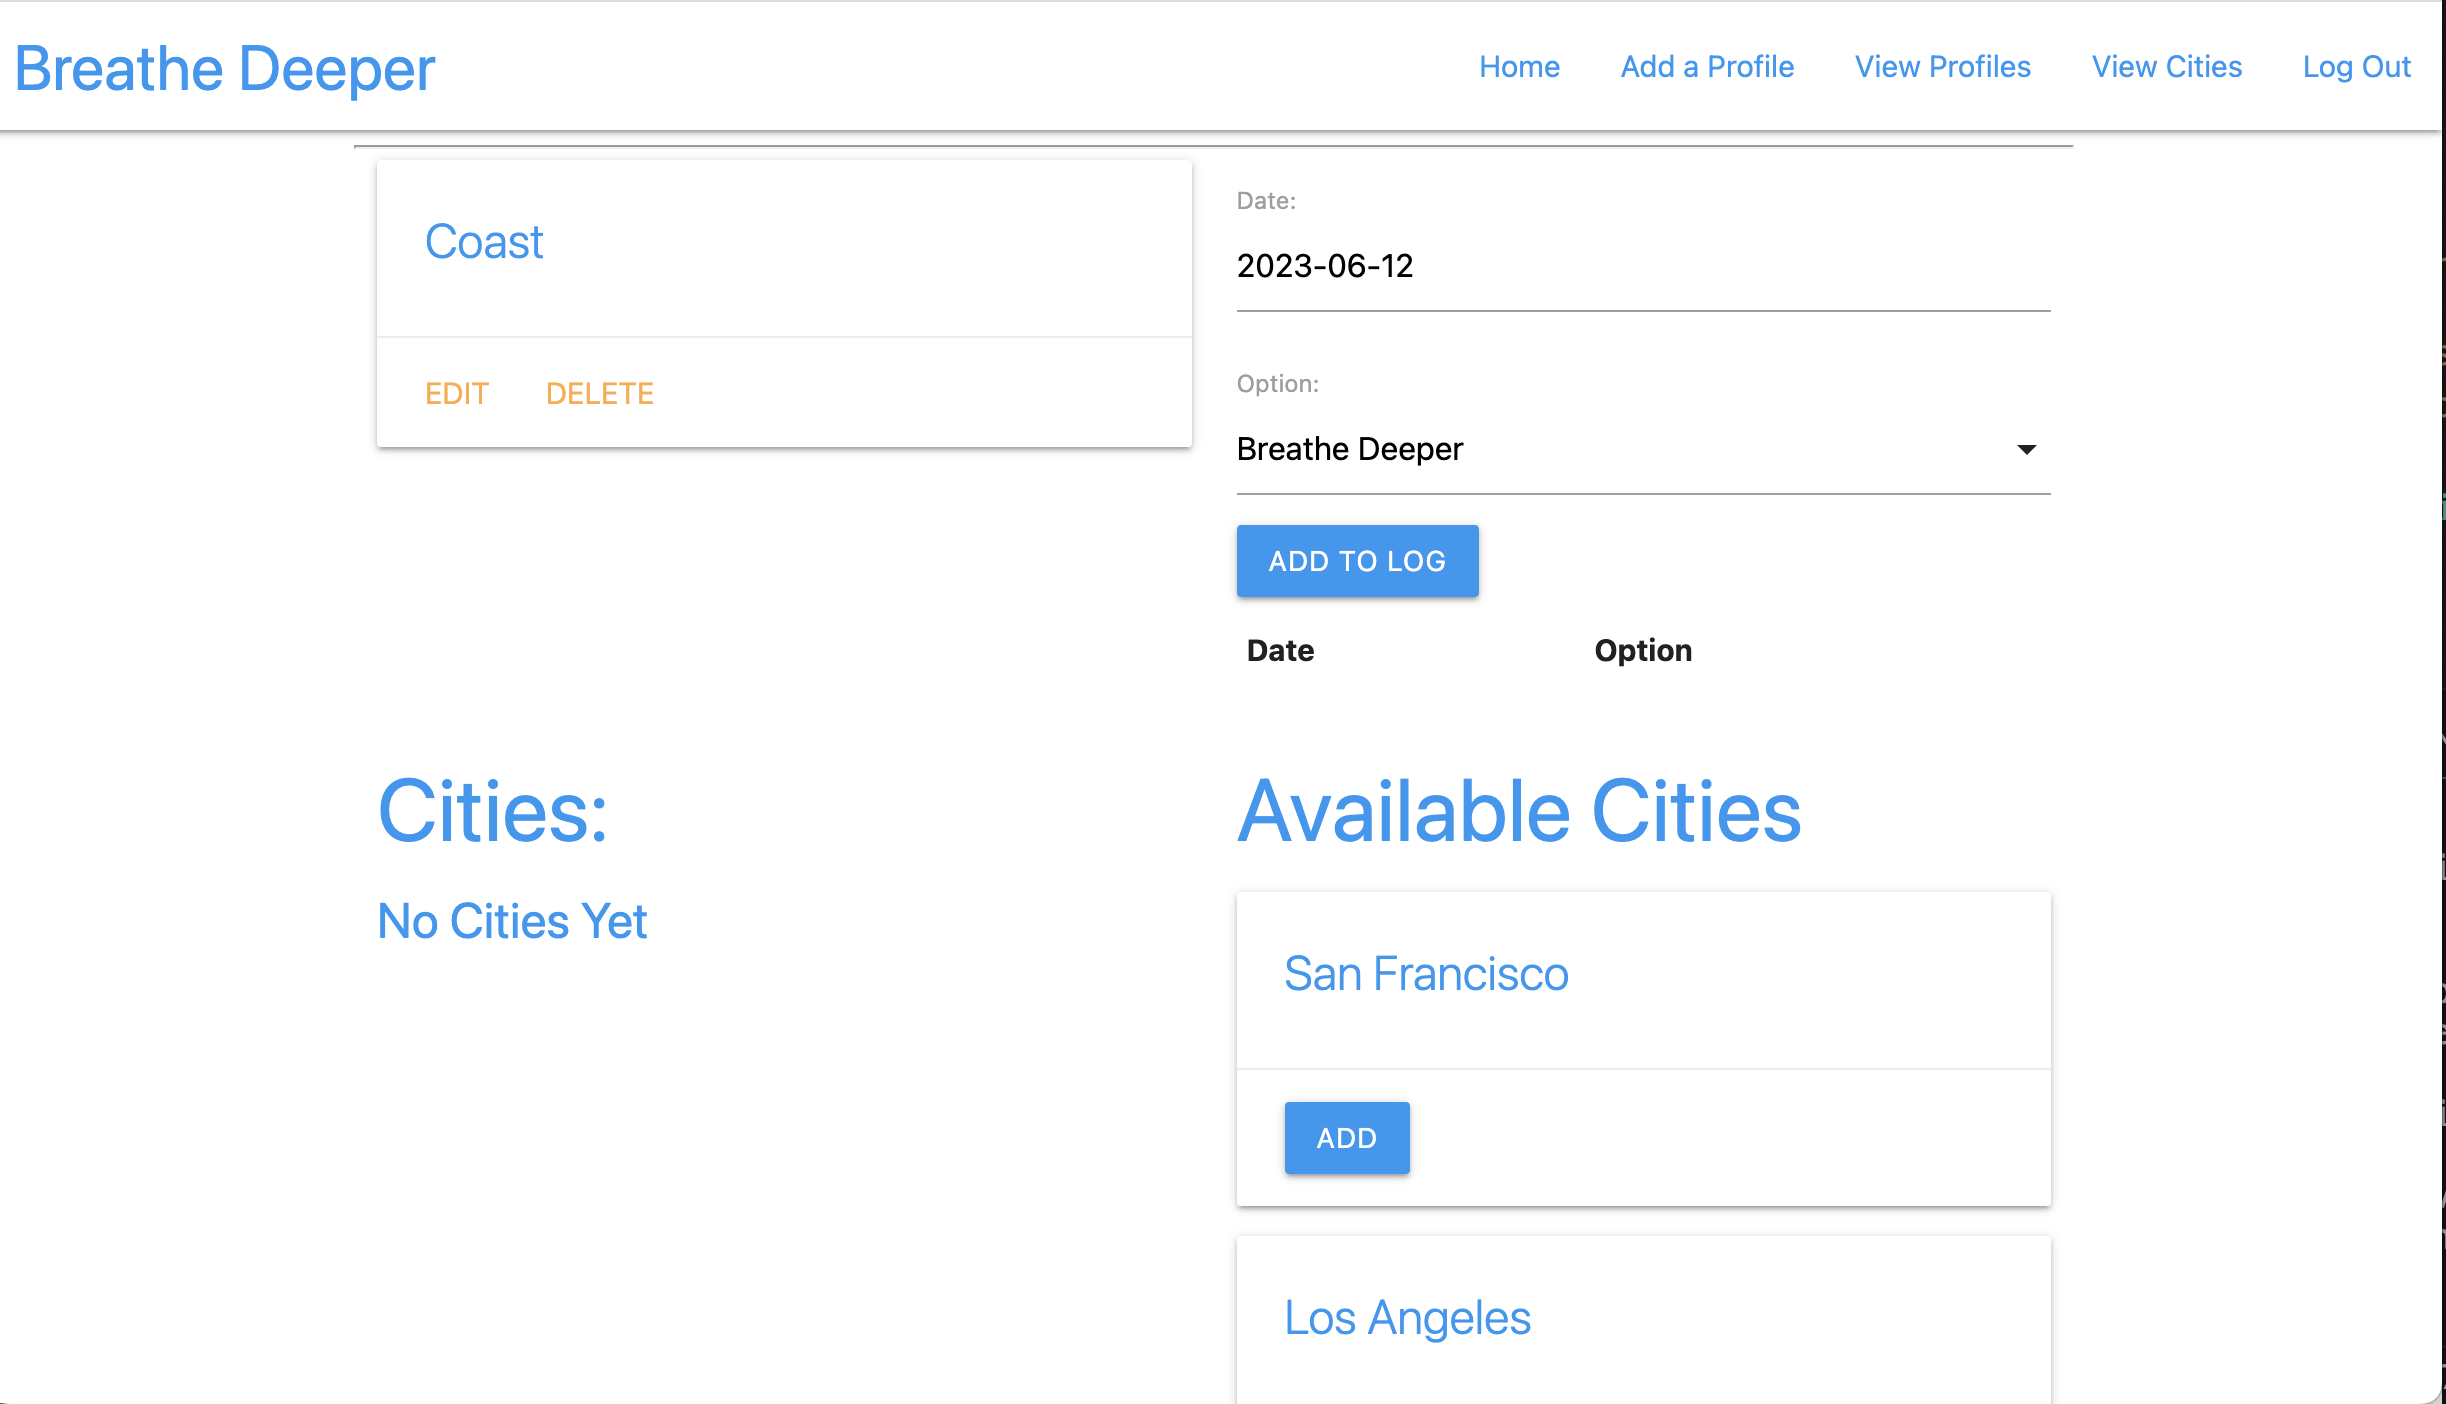 Breathe Deeper
Home Add a Profile View Profiles View Cities Log Out
Coast
EDIT DELETE
Date:
2023-06-12
Option:
Breathe Deeper
ADD TO LOG
Date Option
Cities:
No Cities Yet
Available Cities
San Francisco
ADD
Los Angeles